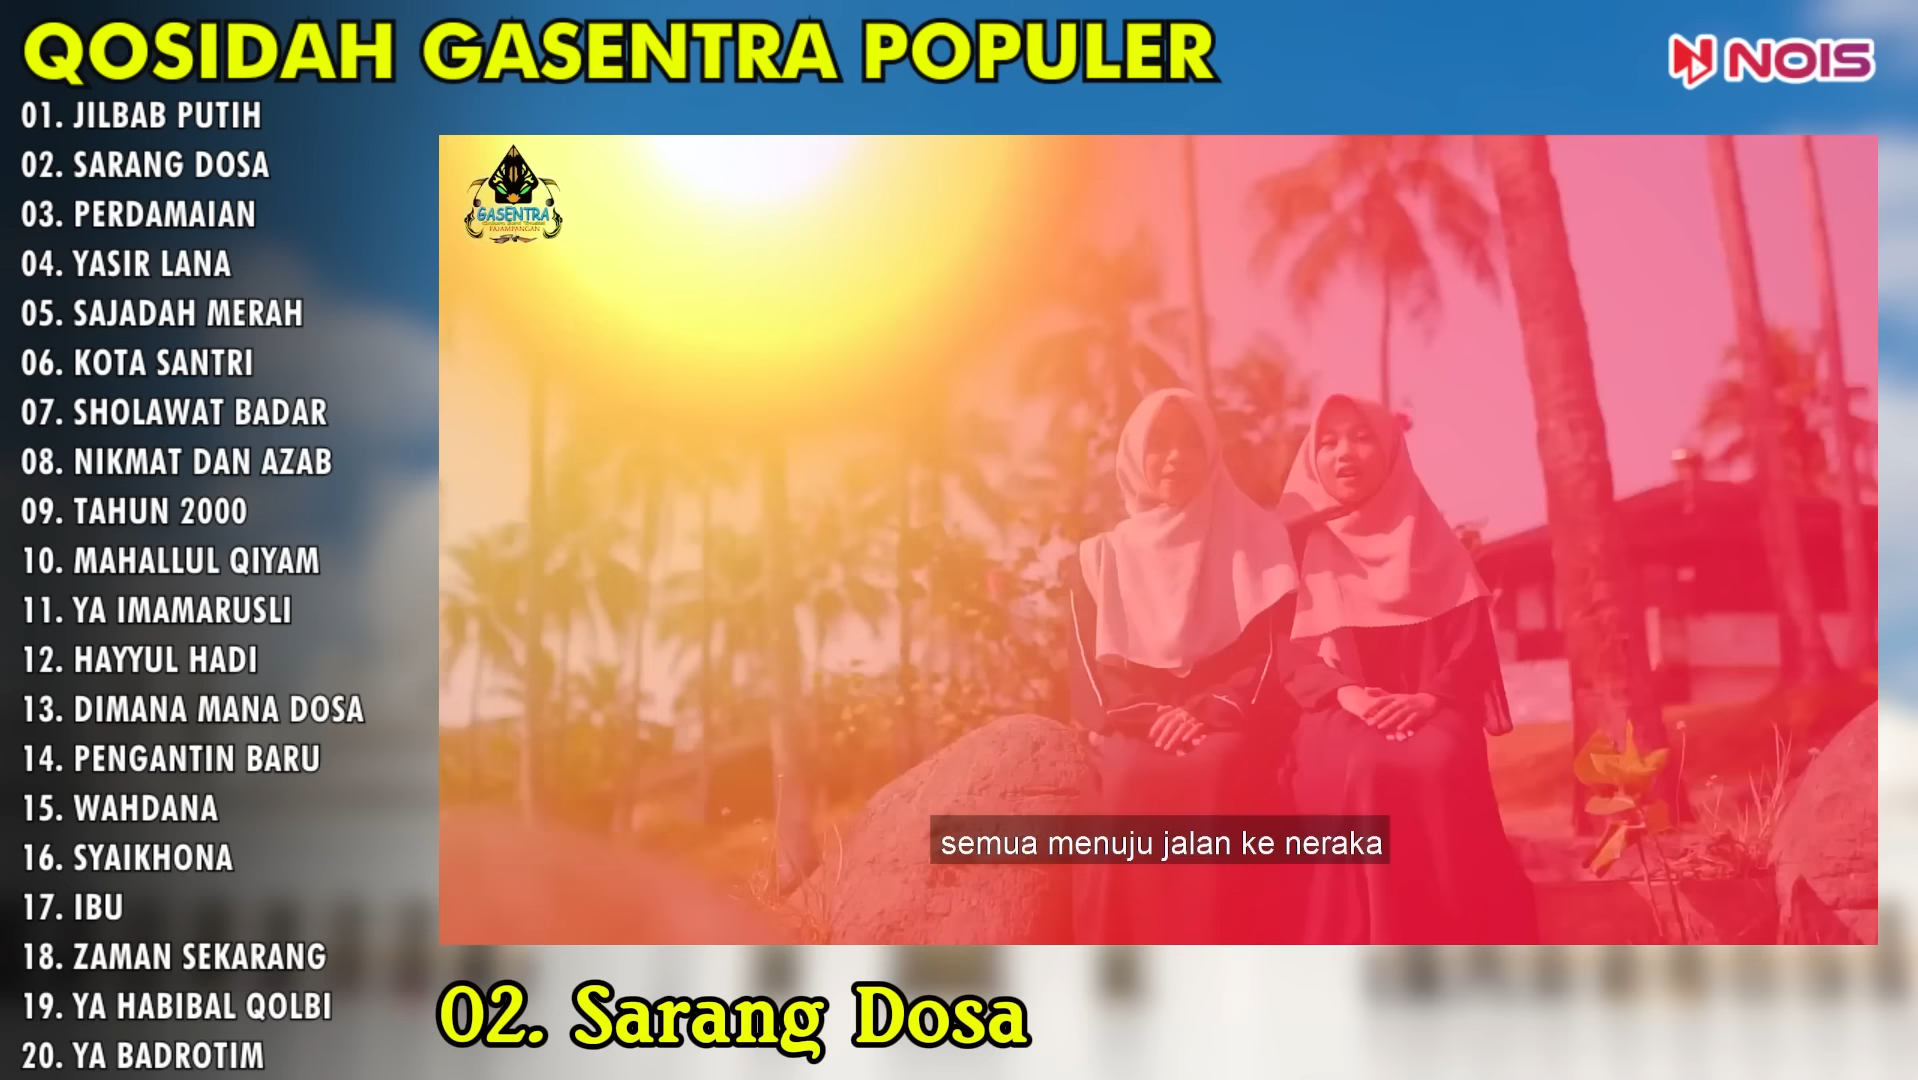 QOSIDAH GASENTRA POPULER
NOIS
01. JILBAB PUTIH
02. SARANG DOSA
03. PERDAMAIAN
04. YASIR LANA
05. SAJADAH MERAH
06. KOTA SANTRI
07. SHOLAWAT BADAR
08. NIKMAT DAN AZAB
09. TAHUN 2000
10. MAHALLUL QIYAM
11. YA IMAMARUSLI
12. HAYYUL HADI
13. DIMANA MANA DOSA
14. PENGANTIN BARU
15. WAHDANA
16. SYAIKHONA
17. IBU
18. ZAMAN SEKARANG
19. YA HABIBAL QOLBI
20. YA BADROTIM
GASENTRA
PAJAMPANGAN
semua menuju jalan ke neraka
02. Sarang Dosa